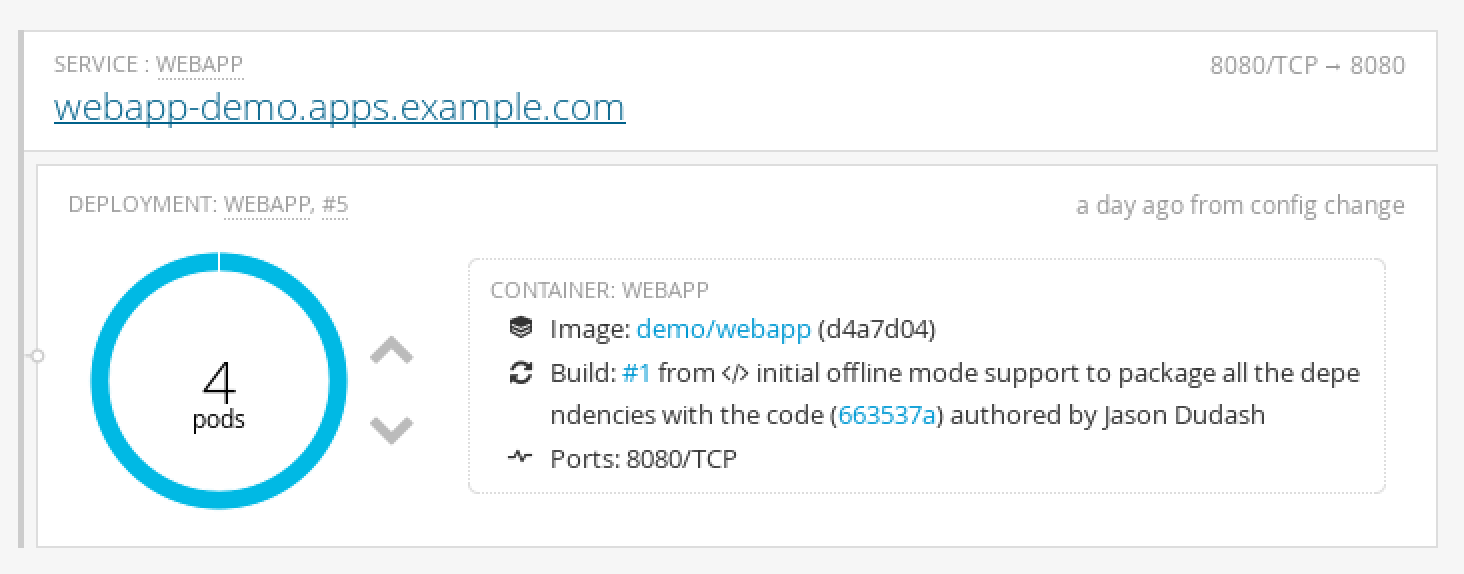 SERVICE : WEBAPP
8080/TCP → 8080
webapp-demo.apps.example.com
DEPLOYMENT: WEBAPP, #5
a day ago from config change
4
pods
CONTAINER: WEBAPP
Image: demo/webapp (d4a7d04)
Build: #1 from </> initial offline mode support to package all the depe
ndencies with the code (663537a) authored by Jason Dudash
Ports: 8080/TCP